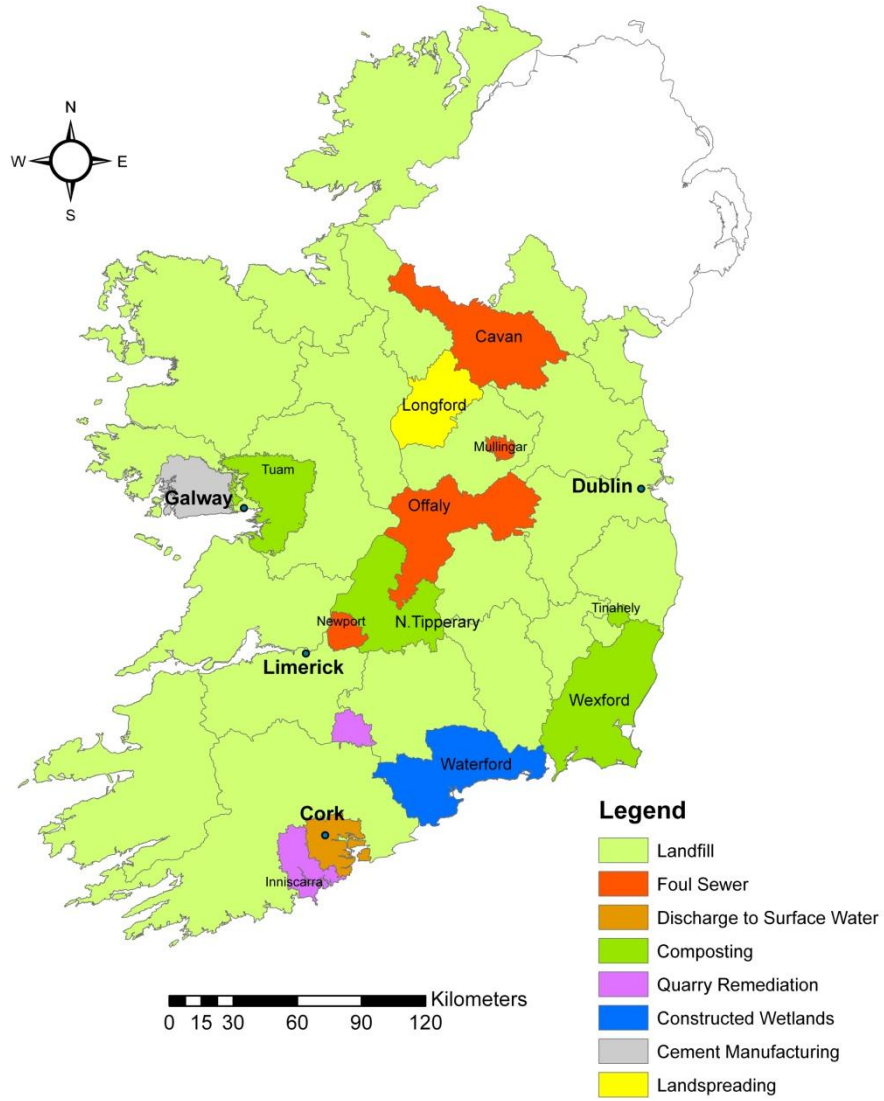 N
W E
S
Cavan
Longford
Mullingar
Tuam
Galway
Dublin
Offaly
Tinahely
Newport
N.Tipperary
Limerick
Wexford
Waterford
Cork
Inniscarra
Legend
Landfill
Foul Sewer
Discharge to Surface Water
Composting
Quarry Remediation
Constructed Wetlands
Cement Manufacturing
Landspreading
Kilometers
0 15 30 60 90 120